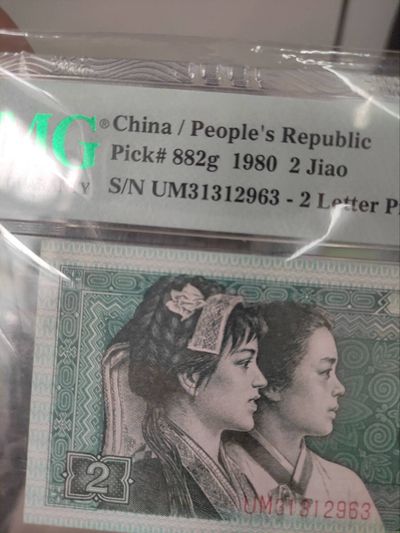 MG® China / People's Republic
Pick# 882g 1980 2 Jiao
S/N UM31312963 - 2 Letter P
2
UM31312963